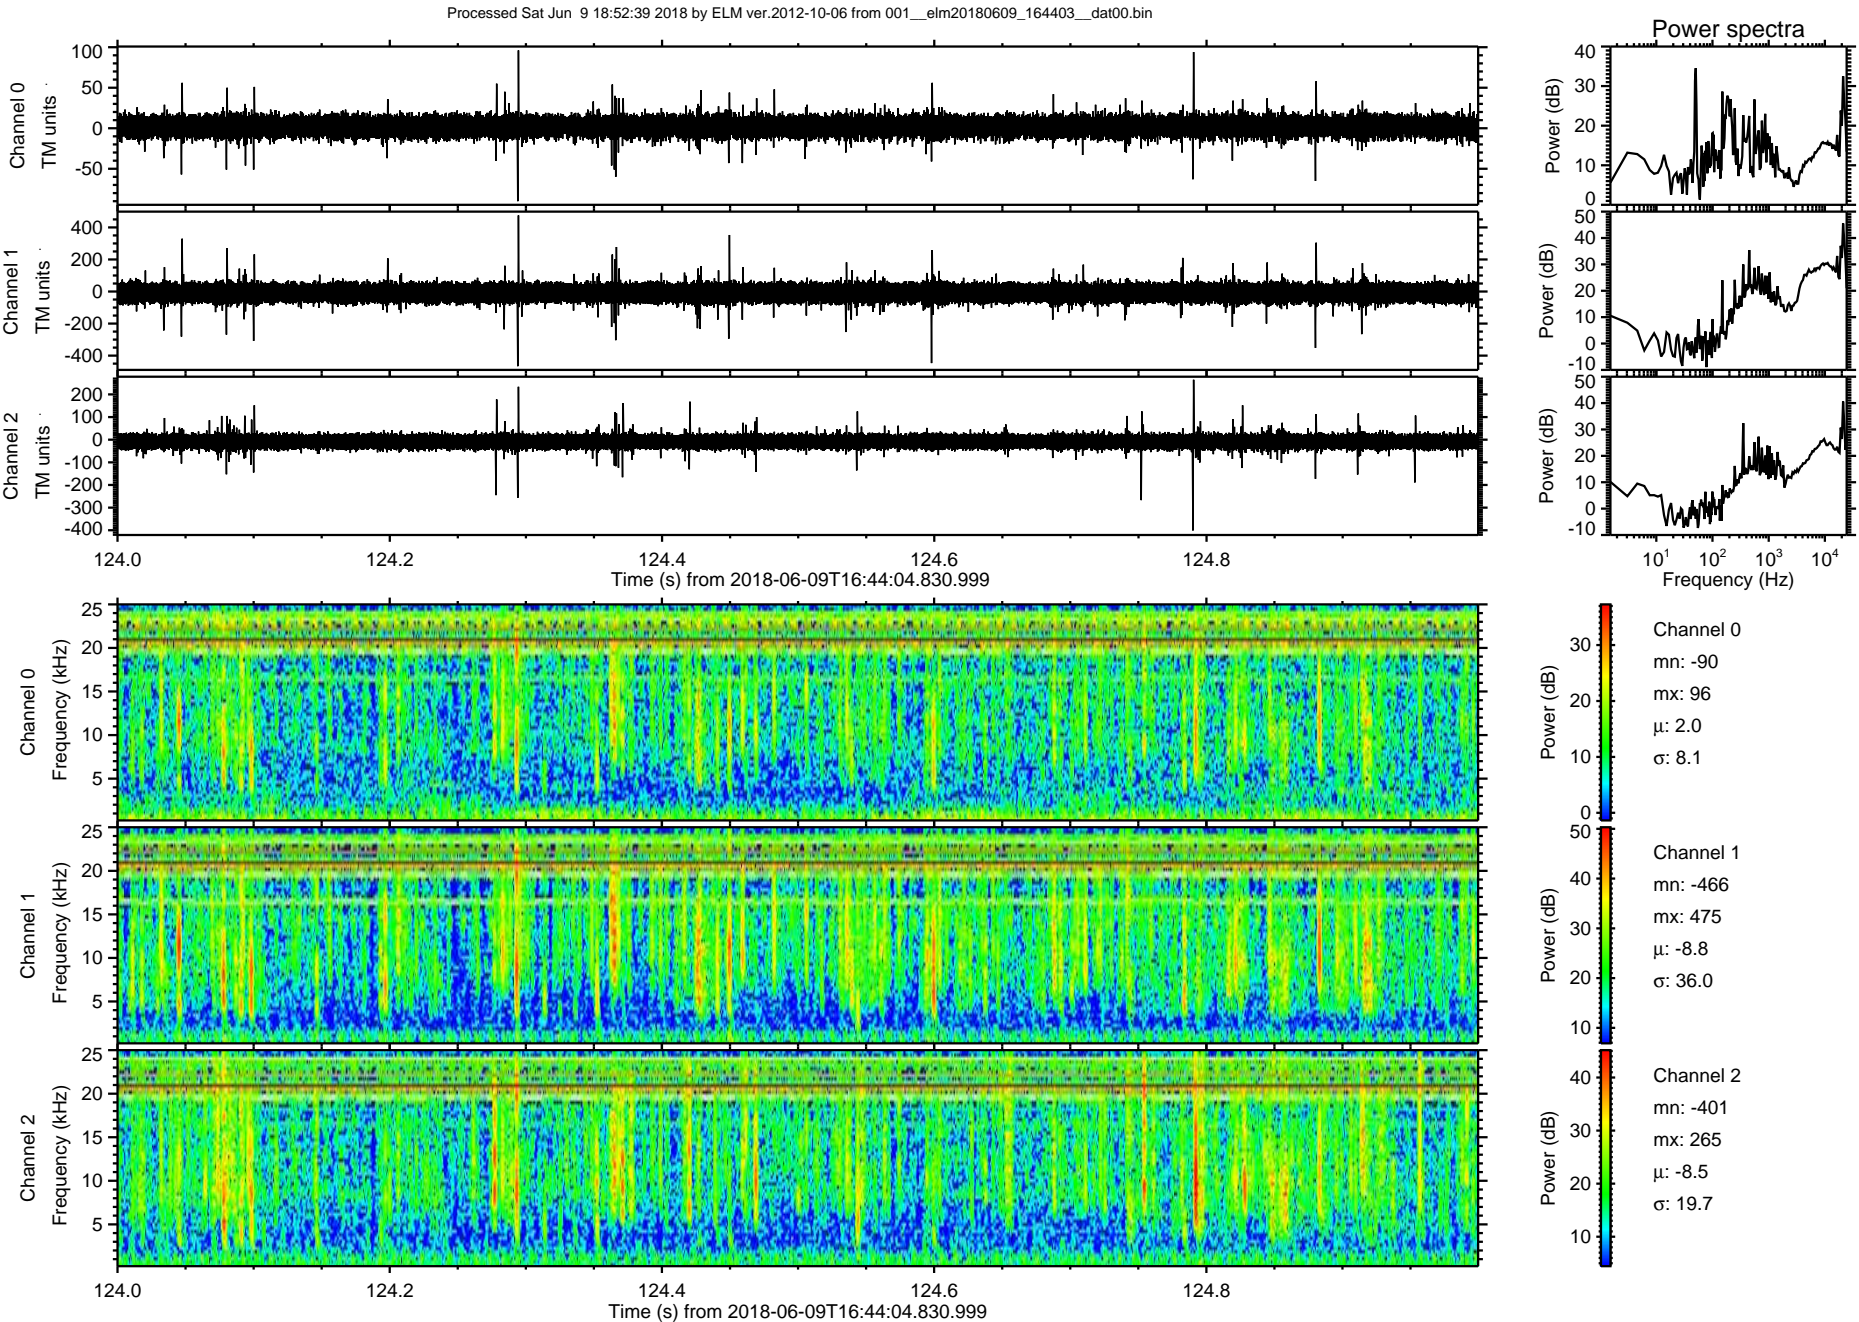 Processed Sat Jun  9 18:52:39 2018 by ELM ver.2012-10-06 from 001__elm20180609_164403__dat00.bin
Power spectra
Channel 0
TM units
100
50
0
-50
Power (dB)
40
30
20
10
0
Channel 1
TM units
400
200
0
-200
-400
Power (dB)
50
40
30
20
10
0
-10
Channel 2
TM units
200
100
0
-100
-200
-300
-400
Power (dB)
50
40
30
20
10
0
-10
124.0 124.2 124.4 124.6 124.8
Time (s) from 2018-06-09T16:44:04.830.999
10¹ 10² 10³ 10⁴
Frequency (Hz)
Channel 0
Frequency (kHz)
25
20
15
10
5
Power (dB)
30
20
10
0
Channel 0
mn: -90
mx: 96
μ: 2.0
σ: 8.1
Channel 1
Frequency (kHz)
25
20
15
10
5
Power (dB)
50
40
30
20
10
Channel 1
mn: -466
mx: 475
μ: -8.8
σ: 36.0
Channel 2
Frequency (kHz)
25
20
15
10
5
Power (dB)
40
30
20
10
Channel 2
mn: -401
mx: 265
μ: -8.5
σ: 19.7
124.0 124.2 124.4 124.6 124.8
Time (s) from 2018-06-09T16:44:04.830.999